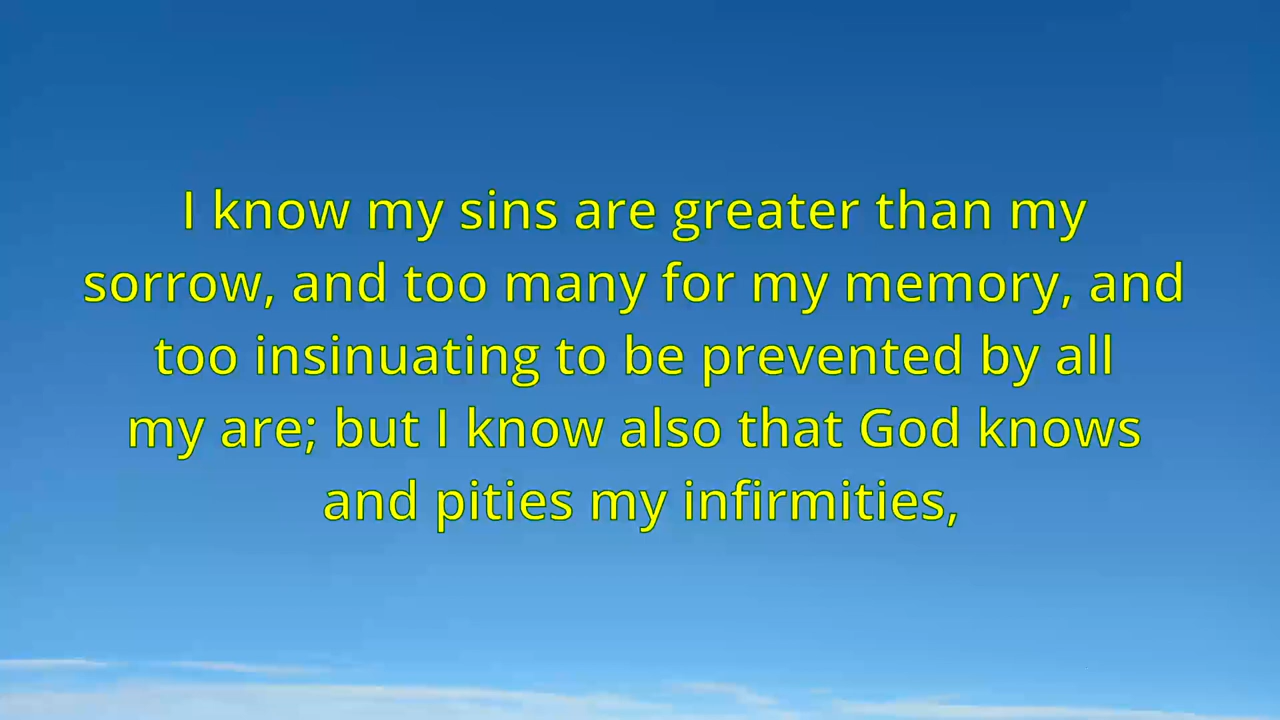 I know my sins are greater than my
sorrow, and too many for my memory, and
too insinuating to be prevented by all
my are; but I know also that God knows
and pities my infirmities,